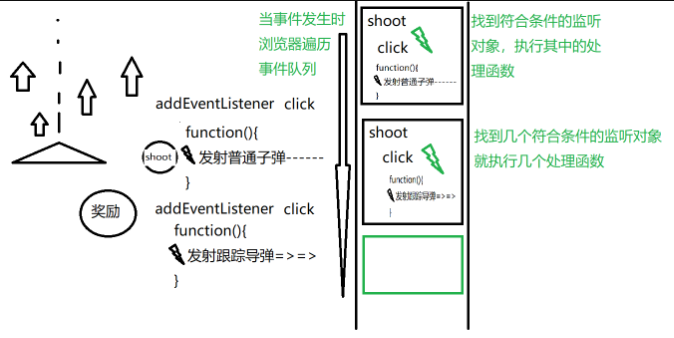 当事件发生时
浏览器遍历
事件队列
addEventListener click
function(){
shoot
发射普通子弹------
}
奖励
addEventListener click
function(){
发射跟踪导弹=>=>
}
shoot
click
function(){
发射普通子弹------
}
shoot
click
function(){
发射跟踪导弹=>=>
}
找到符合条件的监听
对象，执行其中的处
理函数
找到几个符合条件的监听对象
就执行几个处理函数